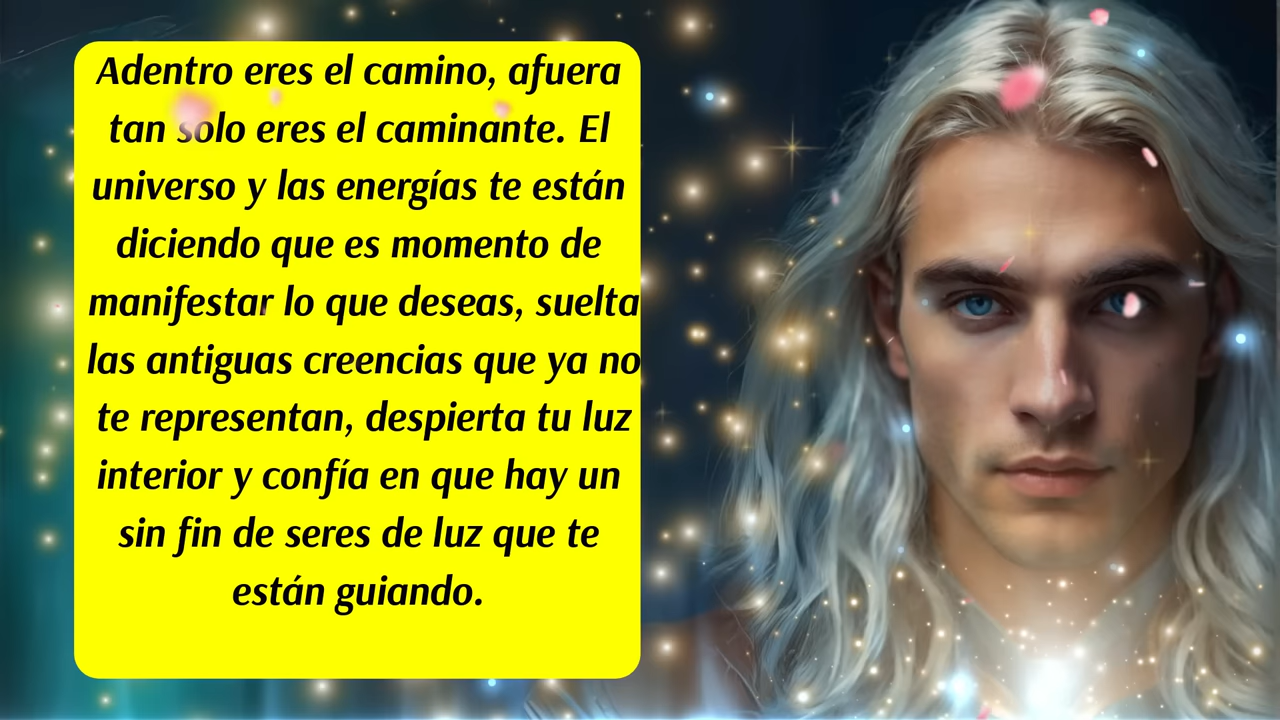 Adentro eres el camino, afuera
tan solo eres el caminante. El
universo y las energías te están
diciendo que es momento de
manifestar lo que deseas, suelta
las antiguas creencias que ya no
te representan, despierta tu luz
interior y confía en que hay un
sin fin de seres de luz que te
están guiando.